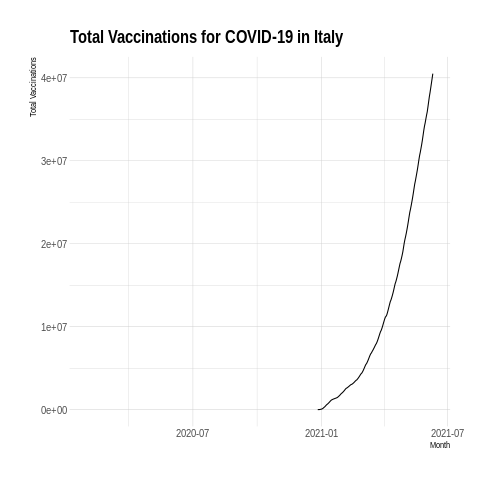 Total Vaccinations for COVID-19 in Italy
Total Vaccinations
4e+07
3e+07
2e+07
1e+07
0e+00
2020-07
2021-01
2021-07
Month